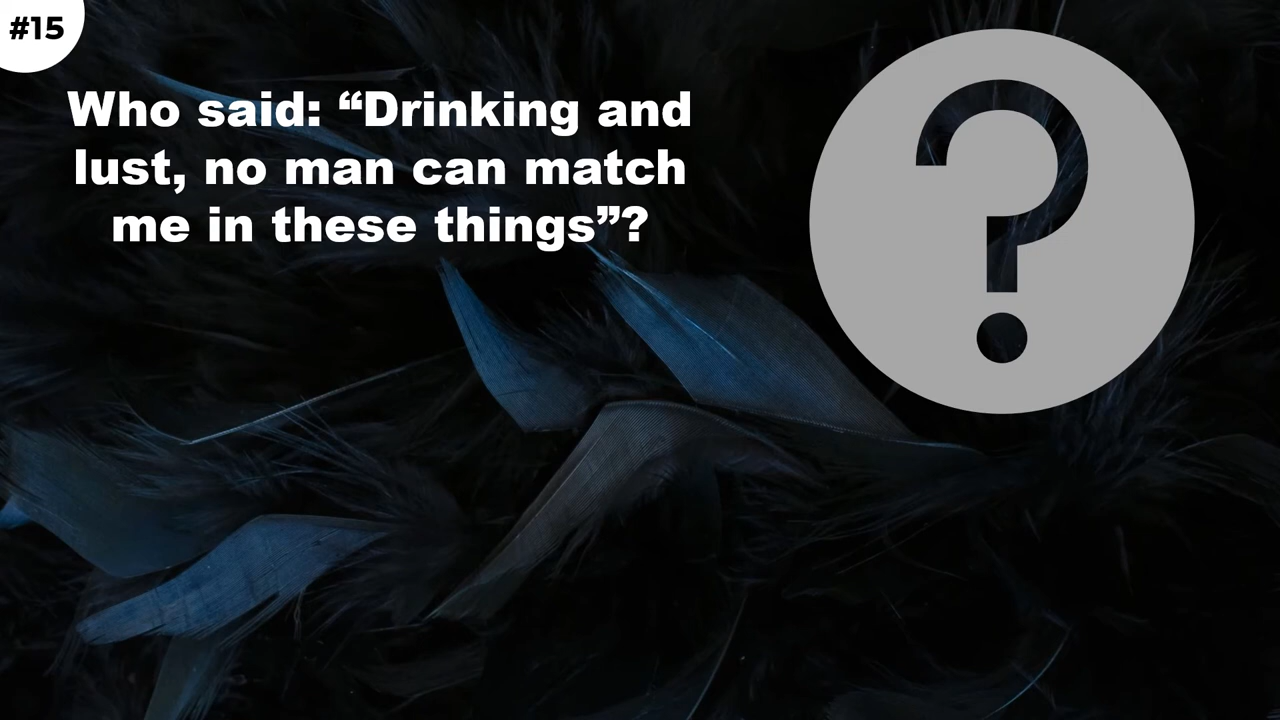 #15
Who said: “Drinking and
lust, no man can match
me in these things”?
?